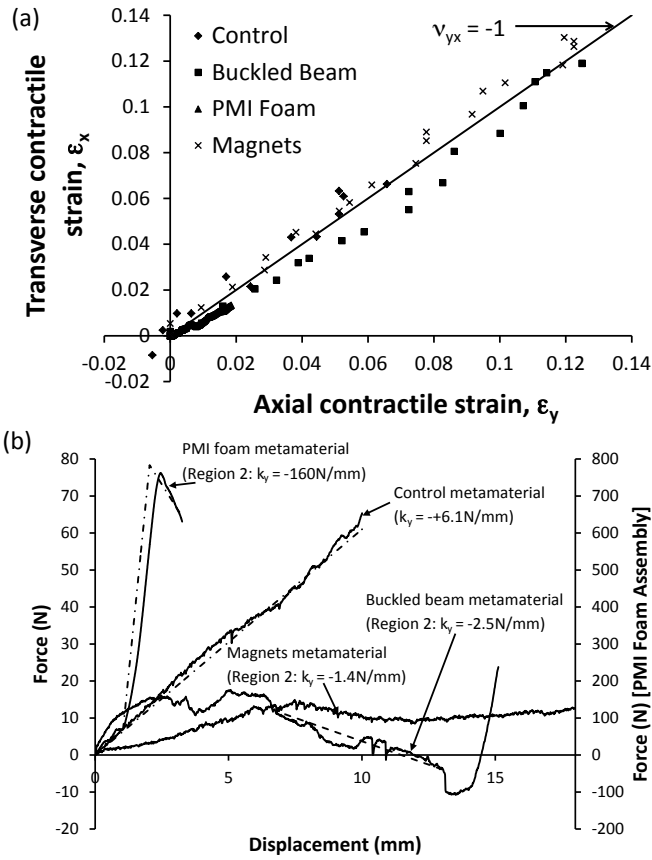 (a)
ν_yx = -1
Control
Buckled Beam
PMI Foam
Magnets
Transverse contractile
strain, ε_x
0.14
0.12
0.1
0.08
0.06
0.04
0.02
0
-0.02
-0.02 0 0.02 0.04 0.06 0.08 0.1 0.12 0.14
Axial contractile strain, ε_y
(b)
PMI foam metamaterial
(Region 2: k_y = -160N/mm)
Control metamaterial
(k_y = -+6.1N/mm)
Buckled beam metamaterial
(Region 2: k_y = -2.5N/mm)
Magnets metamaterial
(Region 2: k_y = -1.4N/mm)
Force (N)
80
70
60
50
40
30
20
10
0
-10
-20
0 5 10 15
Displacement (mm)
800
700
600
500
400
300
200
100
0
-100
-200
Force (N) [PMI Foam Assembly]